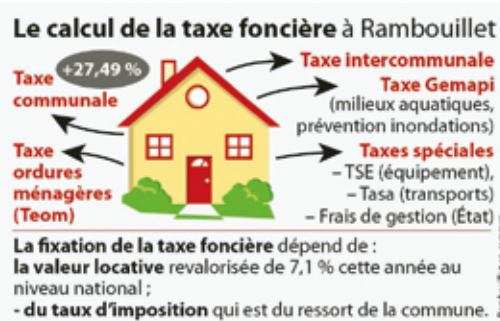 Le calcul de la taxe foncière à Rambouillet
+27,49 %
Taxe
communale
Taxe
ordures
ménagères
(Teom)
Taxe intercommunale
Taxe Gemapi
(milieux aquatiques,
prévention inondations)
Taxes spéciales
– TSE (équipement),
– Tasa (transports)
– Frais de gestion (État)
La fixation de la taxe foncière dépend de :
la valeur locative revalorisée de 7,1 % cette année au
niveau national ;
- du taux d'imposition qui est du ressort de la commune.